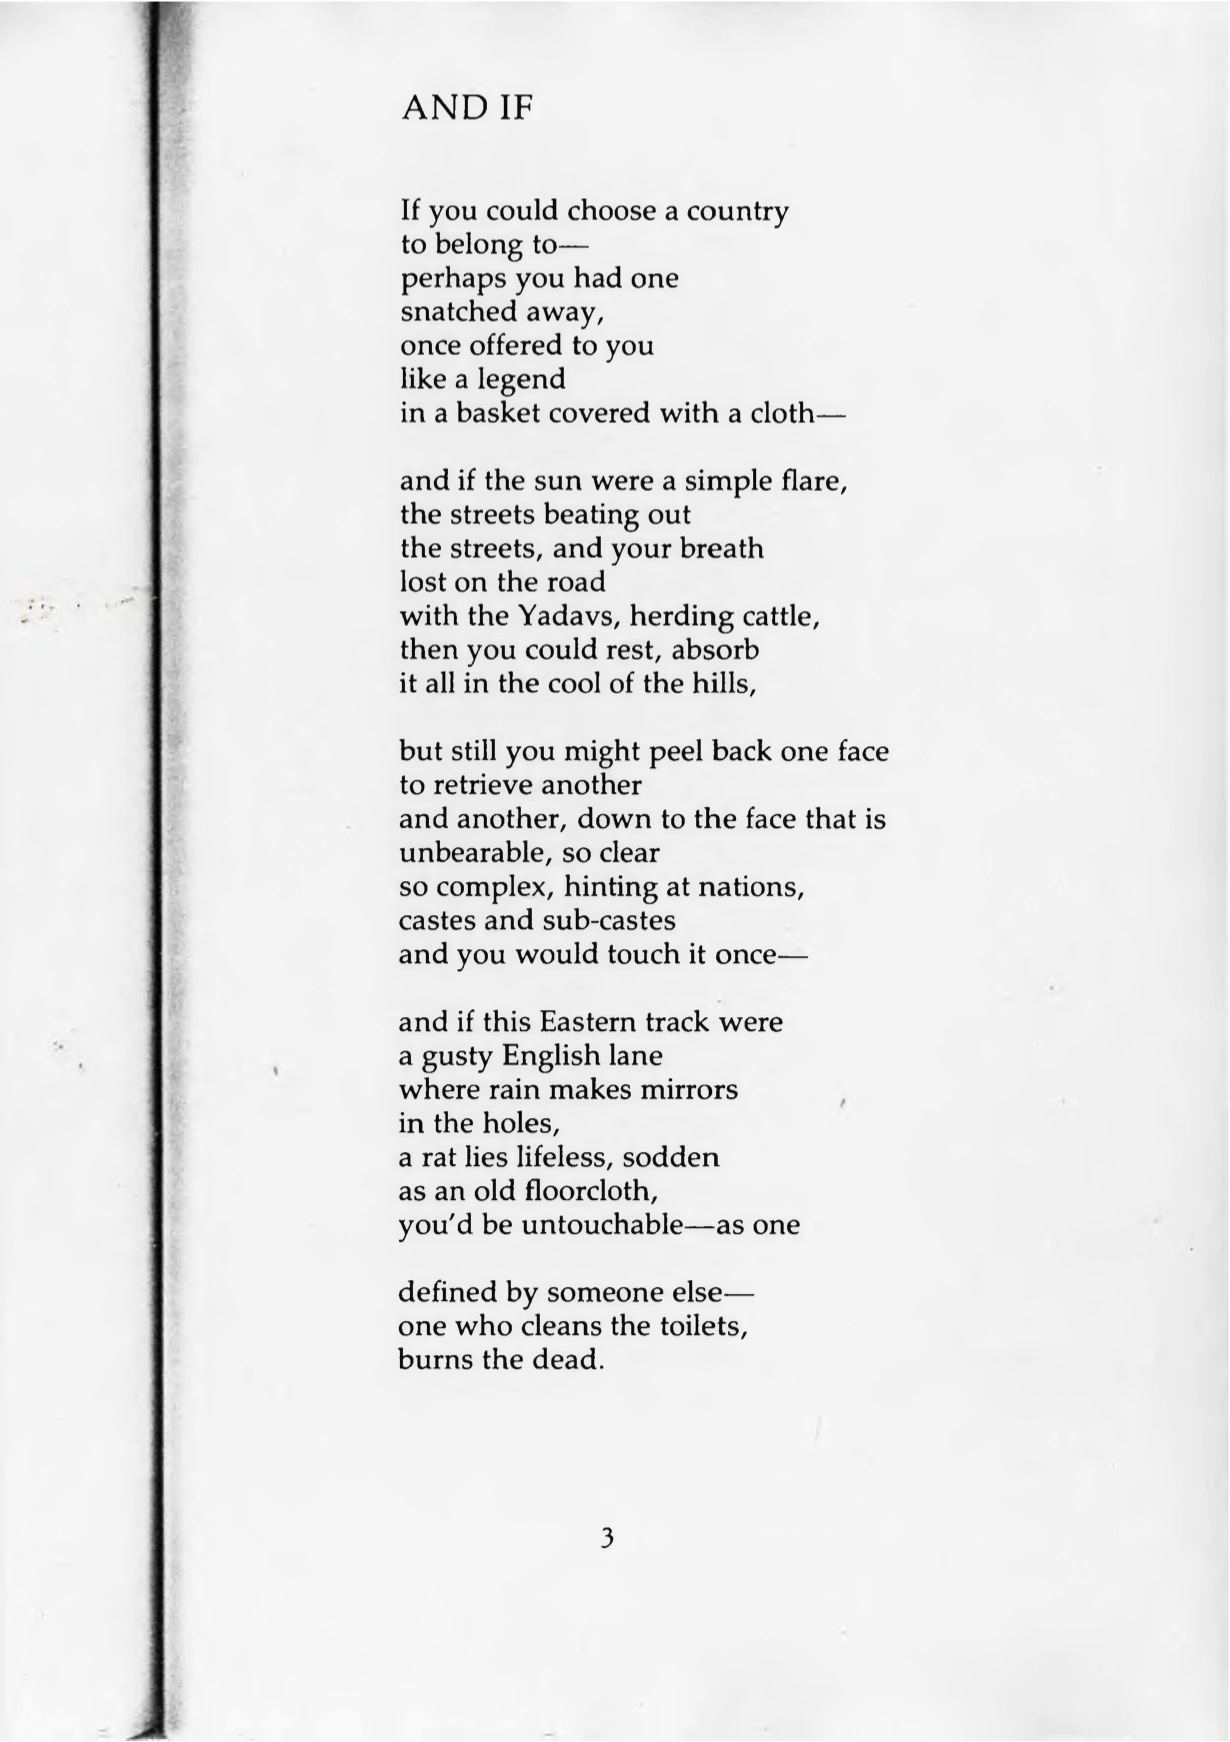 AND IF
If you could choose a country
to belong to—
perhaps you had one
snatched away,
once offered to you
like a legend
in a basket covered with a cloth—
and if the sun were a simple flare,
the streets beating out
the streets, and your breath
lost on the road
with the Yadavs, herding cattle,
then you could rest, absorb
it all in the cool of the hills,
but still you might peel back one face
to retrieve another
and another, down to the face that is
unbearable, so clear
so complex, hinting at nations,
castes and sub-castes
and you would touch it once—
and if this Eastern track were
a gusty English lane
where rain makes mirrors
in the holes,
a rat lies lifeless, sodden
as an old floorcloth,
you'd be untouchable—as one
defined by someone else—
one who cleans the toilets,
burns the dead.
3